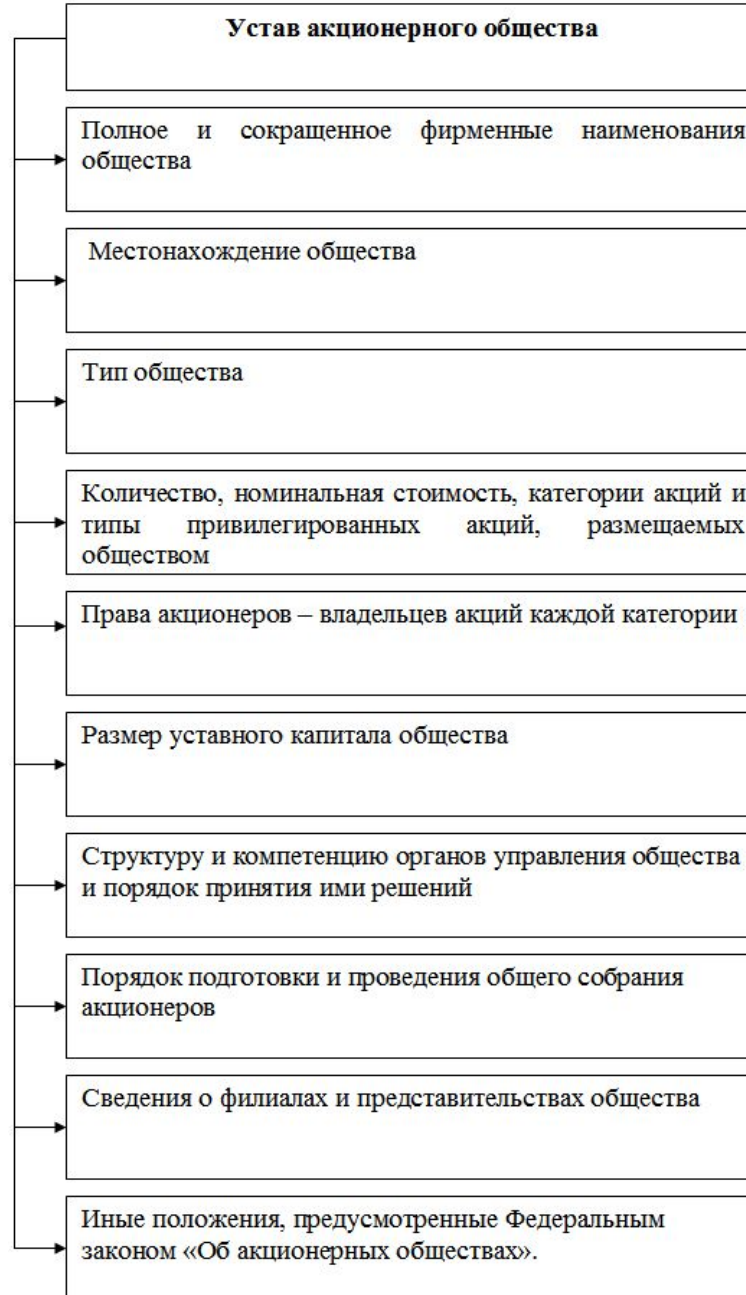 Устав акционерного общества
Полное и сокращенное фирменные наименования
общества
Местонахождение общества
Тип общества
Количество, номинальная стоимость, категории акций и
типы привилегированных акций, размещаемых
обществом
Права акционеров – владельцев акций каждой категории
Размер уставного капитала общества
Структуру и компетенцию органов управления общества
и порядок принятия ими решений
Порядок подготовки и проведения общего собрания
акционеров
Сведения о филиалах и представительствах общества
Иные положения, предусмотренные Федеральным
законом «Об акционерных обществах».